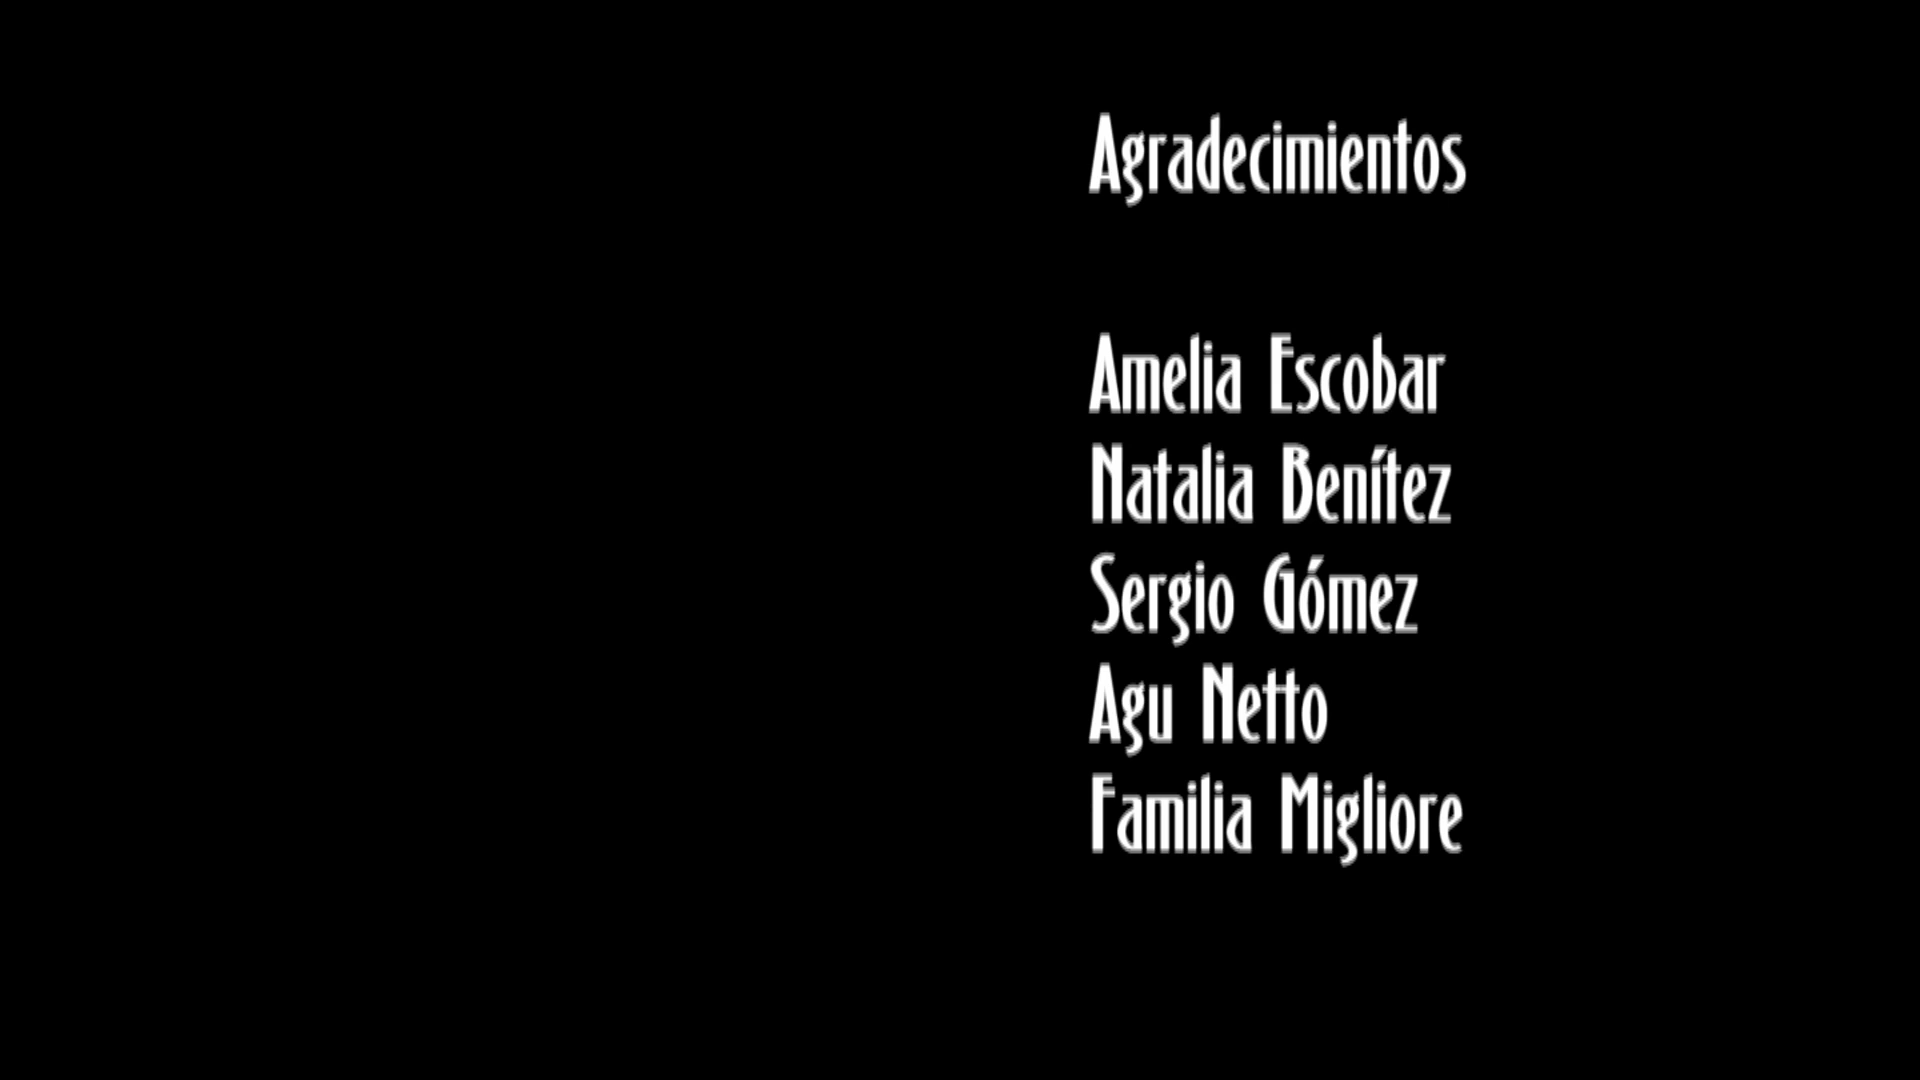 Agradecimientos
Amelia Escobar
Natalia Benítez
Sergio Gómez
Agu Netto
Familia Migliore